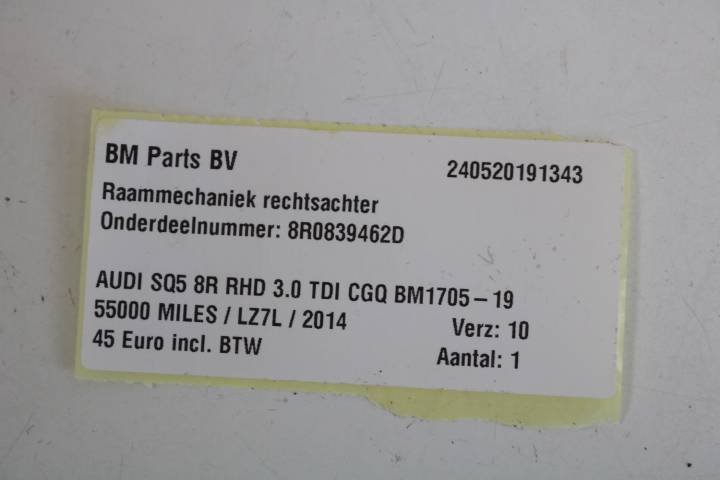 BM Parts BV 240520191343
Raammechaniek rechtsachter
Onderdeelnummer: 8R0839462D
AUDI SQ5 8R RHD 3.0 TDI CGQ BM1705-19
55000 MILES / LZ7L / 2014 Verz: 10
45 Euro incl. BTW Aantal: 1